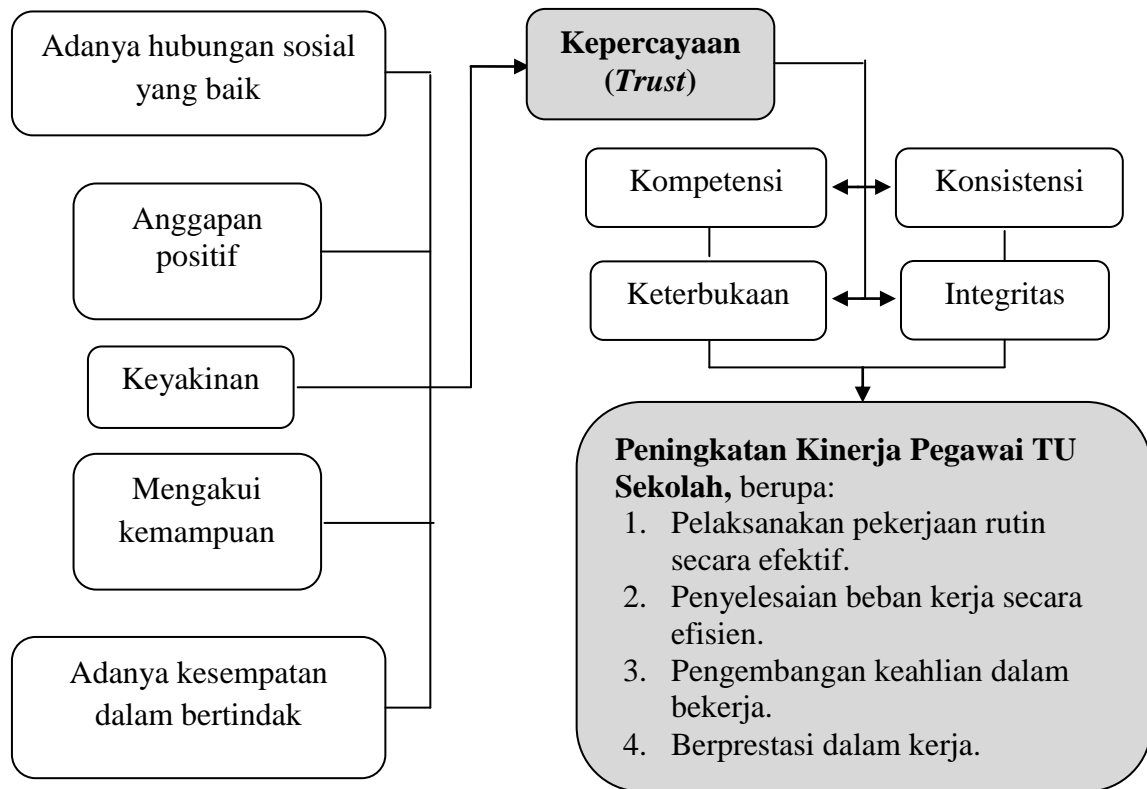 Adanya hubungan sosial
yang baik
Anggapan
positif
Keyakinan
Mengakui
kemampuan
Adanya kesempatan
dalam bertindak
Kepercayaan
(Trust)
Kompetensi
Konsistensi
Keterbukaan
Integritas
Peningkatan Kinerja Pegawai TU
Sekolah, berupa:
1. Pelaksanakan pekerjaan rutin
secara efektif.
2. Penyelesaian beban kerja secara
efisien.
3. Pengembangan keahlian dalam
bekerja.
4. Berprestasi dalam kerja.